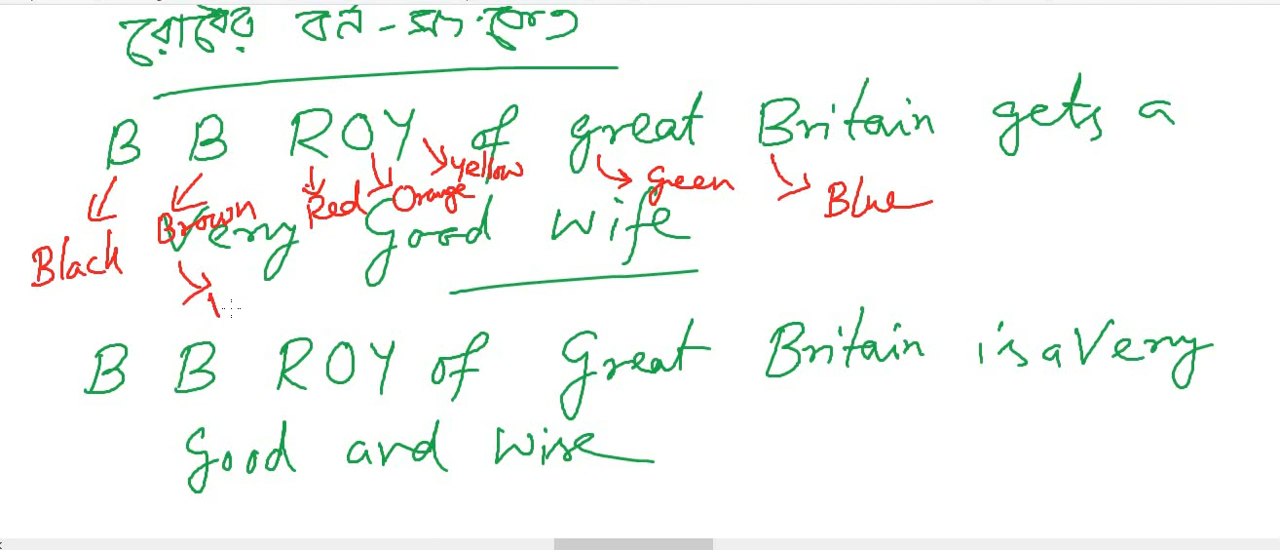 রোধের বর্ন-সংকেত
B B ROY of great Britain gets a
yellow
Green
Red Orange
Blue
Brown
Black
Very Good Wife
B B ROY of Great Britain is a Very
Good and Wise